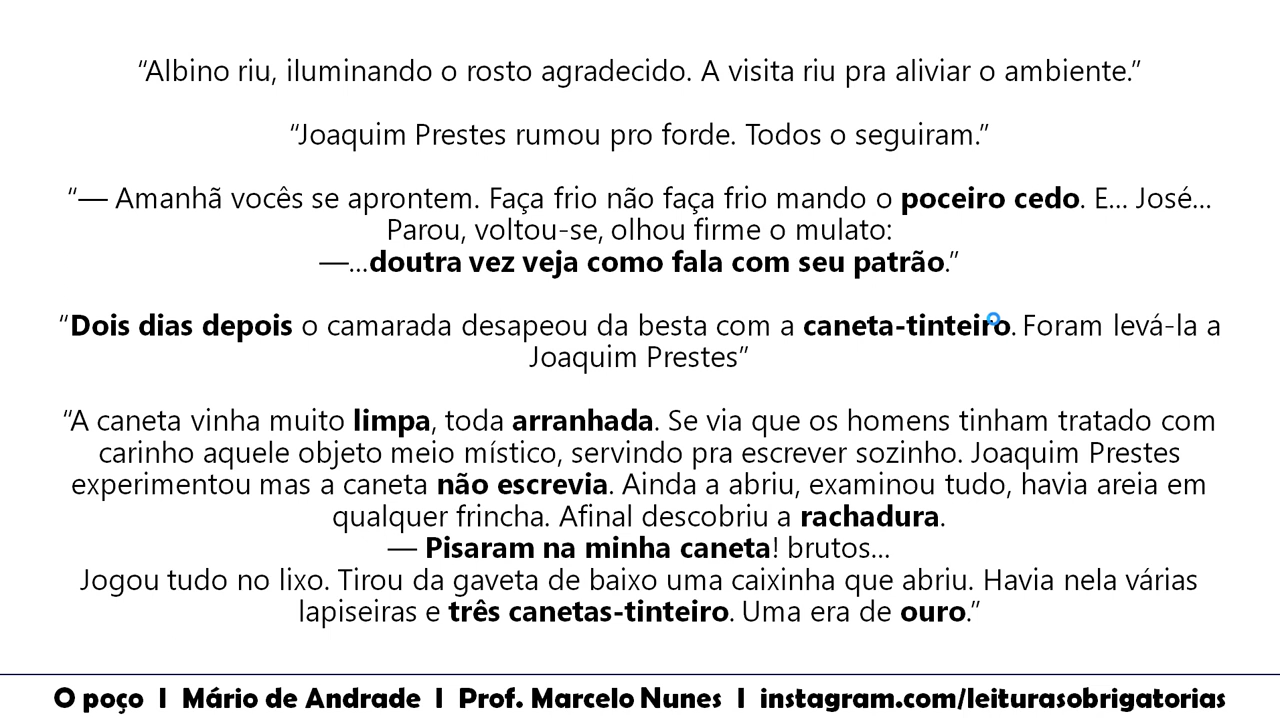 “Albino riu, iluminando o rosto agradecido. A visita riu pra aliviar o ambiente.”
“Joaquim Prestes rumou pro forde. Todos o seguiram.”
“— Amanhã vocês se aprontem. Faça frio não faça frio mando o poceiro cedo. E... José...
Parou, voltou-se, olhou firme o mulato:
—...doutra vez veja como fala com seu patrão.”
“Dois dias depois o camarada desapeou da besta com a caneta-tinteiro. Foram levá-la a
Joaquim Prestes”
“A caneta vinha muito limpa, toda arranhada. Se via que os homens tinham tratado com
carinho aquele objeto meio místico, servindo pra escrever sozinho. Joaquim Prestes
experimentou mas a caneta não escrevia. Ainda a abriu, examinou tudo, havia areia em
qualquer frincha. Afinal descobriu a rachadura.
— Pisaram na minha caneta! brutos...
Jogou tudo no lixo. Tirou da gaveta de baixo uma caixinha que abriu. Havia nela várias
lapiseiras e três canetas-tinteiro. Uma era de ouro.”
O poço I Mário de Andrade I Prof. Marcelo Nunes I instagram.com/leiturasobrigatorias